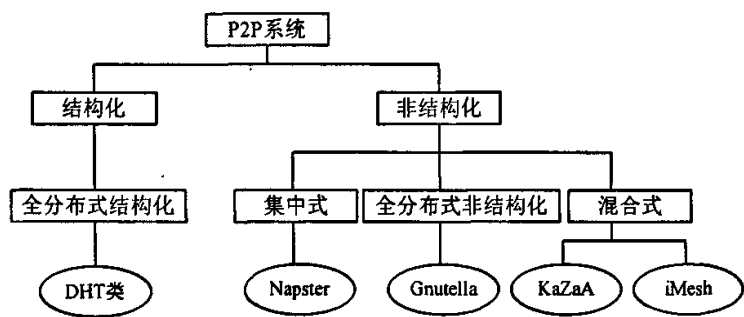 P2P系统
结构化
非结构化
全分布式结构化
集中式
全分布式非结构化
混合式
DHT类
Napster
Gnutella
KaZaA
iMesh